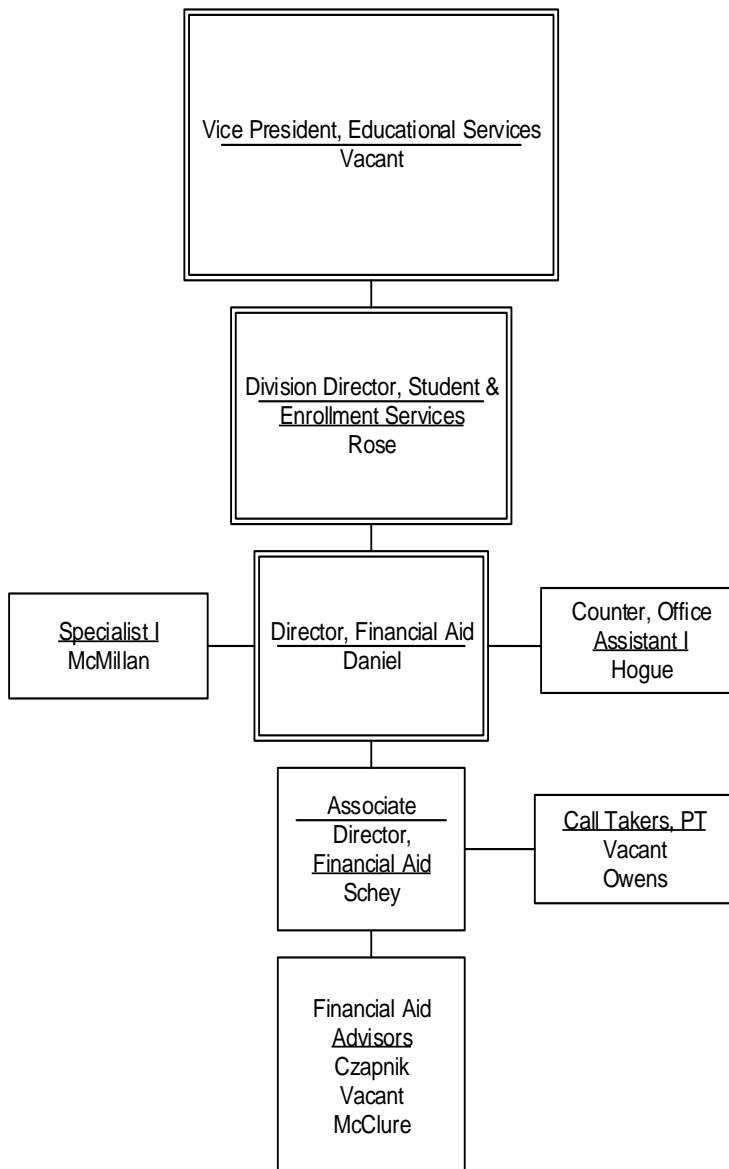 Vice President, Educational Services
Vacant
Division Director, Student &
Enrollment Services
Rose
Specialist I
McMillan
Director, Financial Aid
Daniel
Counter, Office
Assistant I
Hogue
Associate
Director,
Financial Aid
Schey
Call Takers, PT
Vacant
Owens
Financial Aid
Advisors
Czapnik
Vacant
McClure